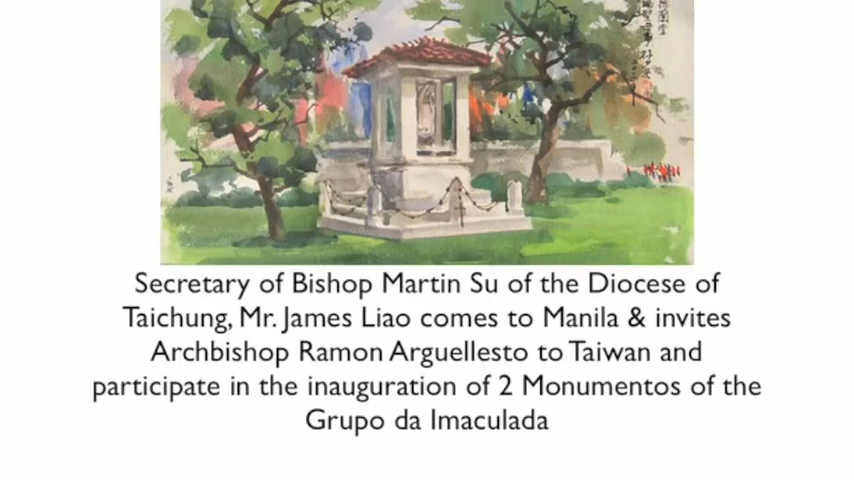 Secretary of Bishop Martin Su of the Diocese of
Taichung, Mr. James Liao comes to Manila & invites
Archbishop Ramon Arguellesto to Taiwan and
participate in the inauguration of 2 Monumentos of the
Grupo da Imaculada